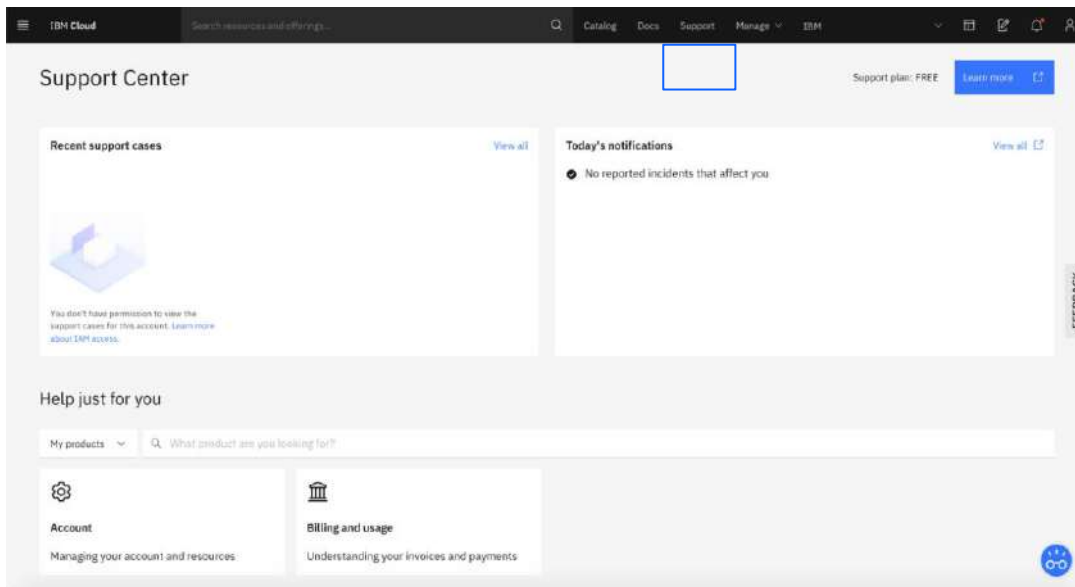 IBM Cloud
Search resources and offerings...
Catalog Docs Support Manage IBM
Support Center
Support plan: FREE
Learn more
Recent support cases
View all
You don't have permission to view the
support cases for this account. Learn more
about IAM access.
Today's notifications
View all
No reported incidents that affect you
FEEDBACK
Help just for you
My products
What product are you looking for?
Account
Managing your account and resources
Billing and usage
Understanding your invoices and payments